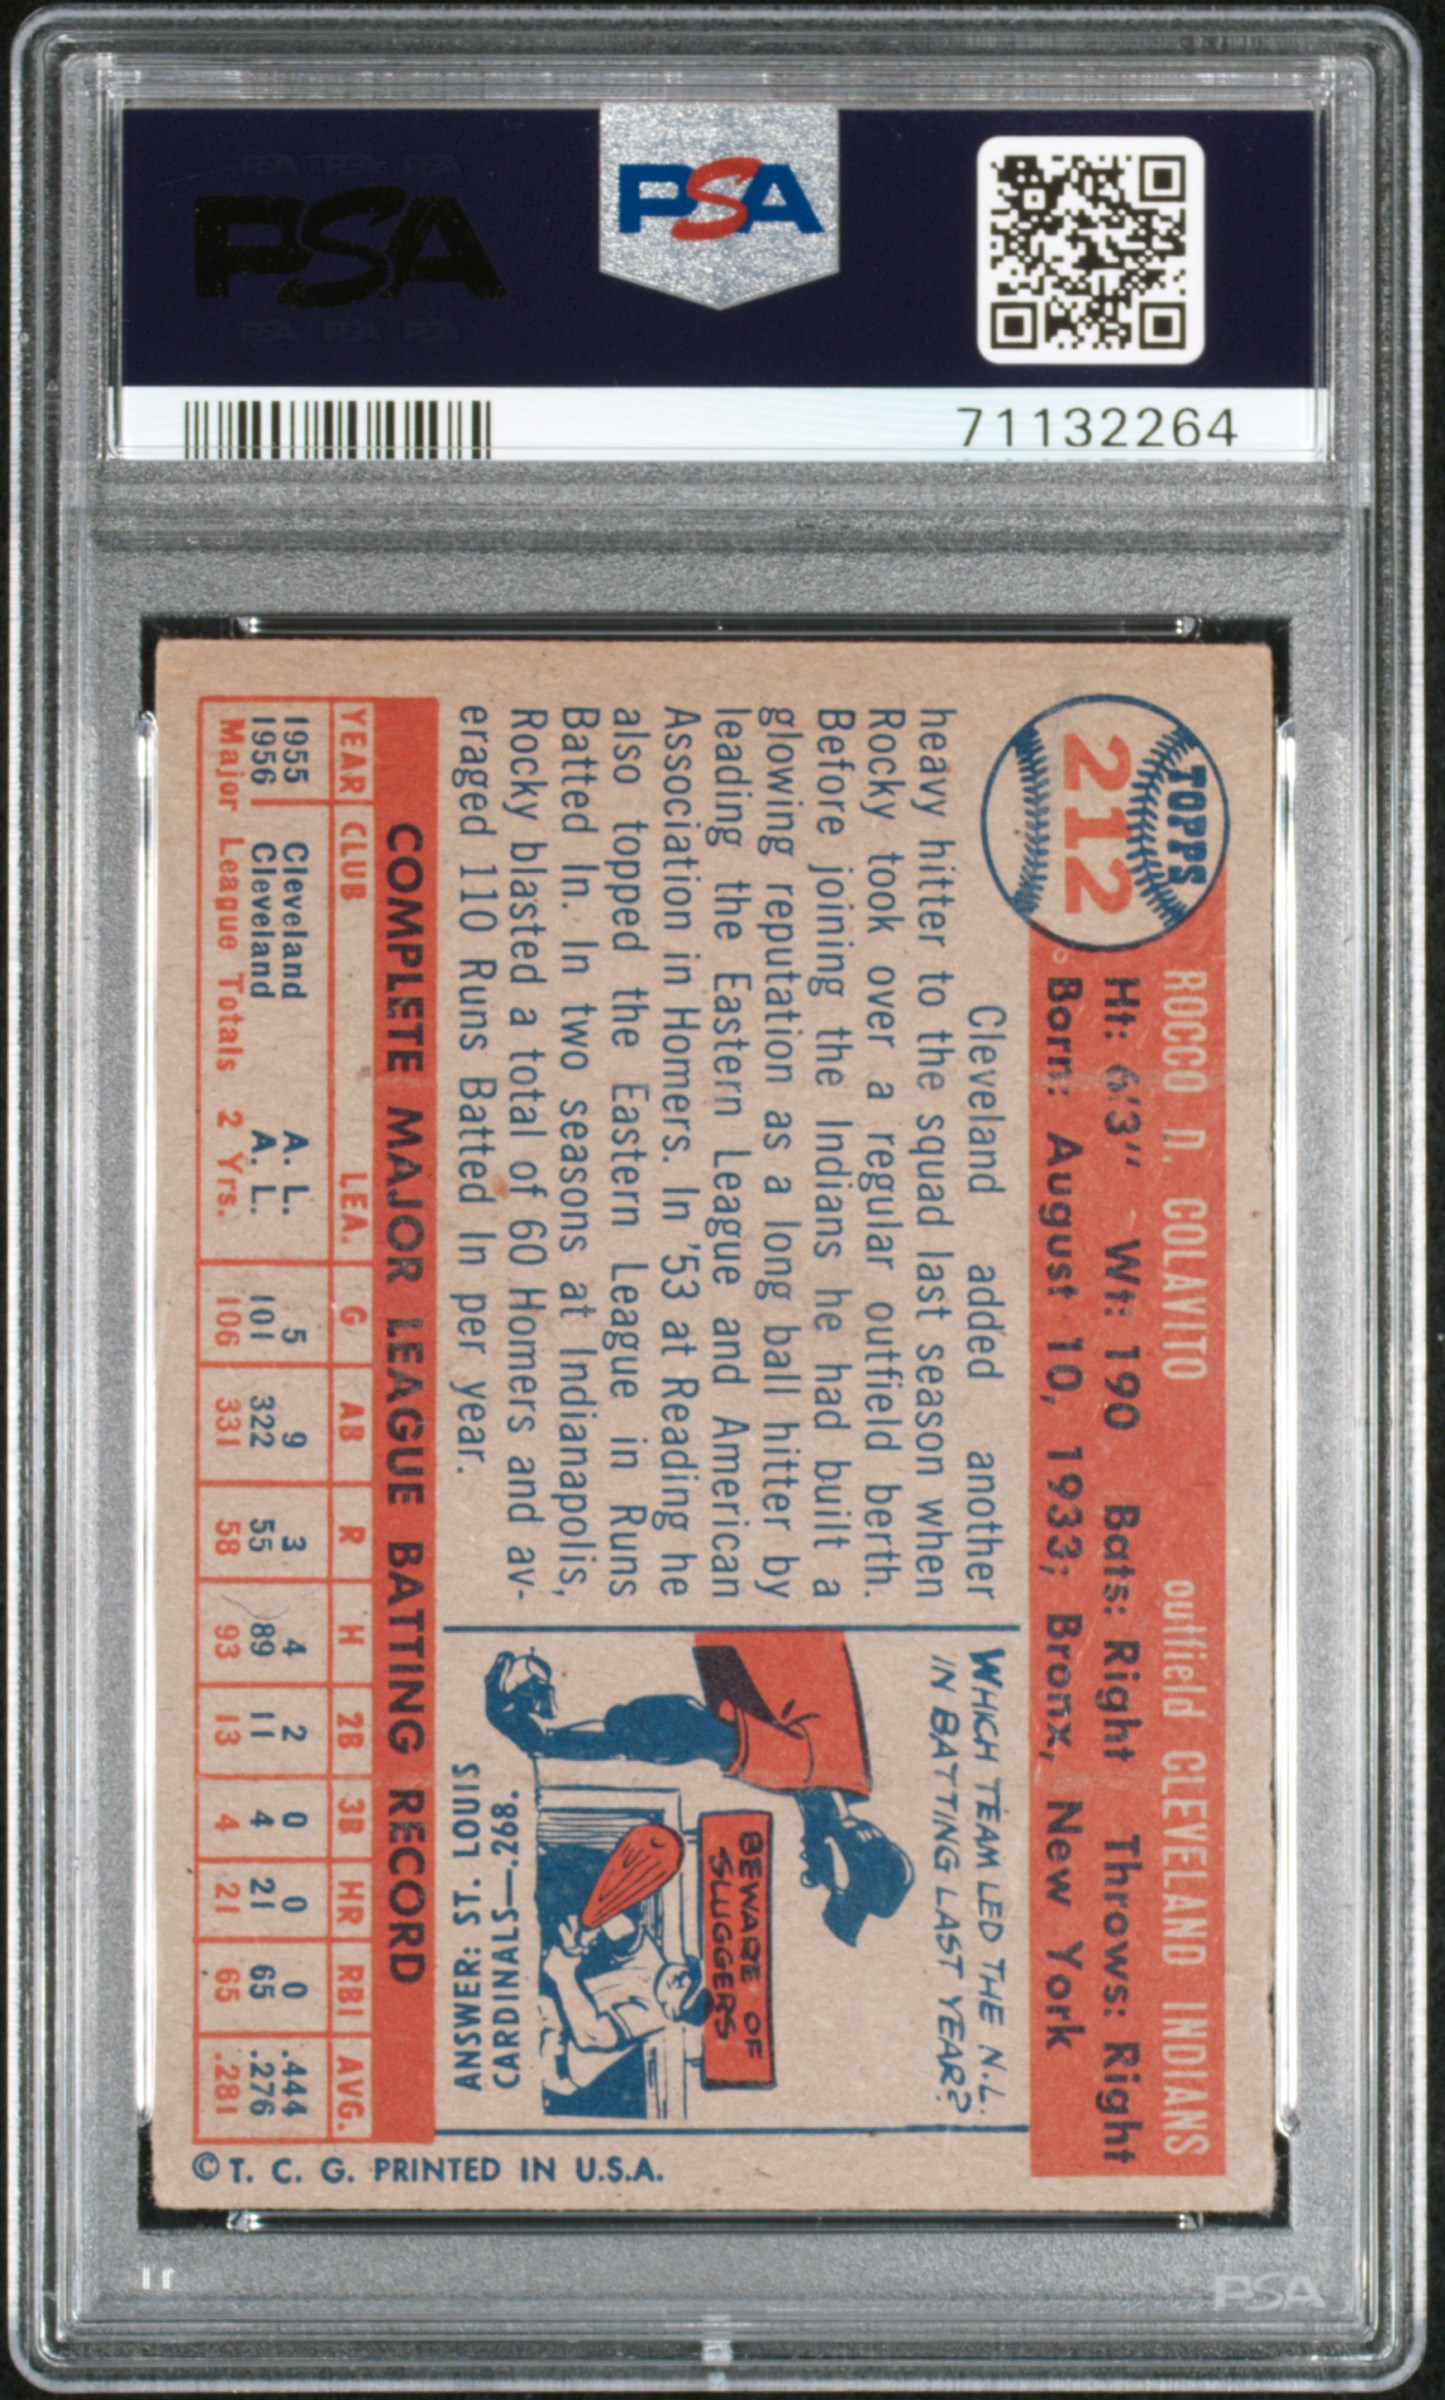 PSA
PSA
71132264
TOPPS
212
ROCCO D. COLAVITO outfield CLEVELAND INDIANS
Ht: 6'3" Wt: 190 Bats: Right Throws: Right
Born: August 10, 1933; Bronx, New York
Cleveland added another
heavy hitter to the squad last season when
Rocky took over a regular outfield berth.
Before joining the Indians he had built a
glowing reputation as a long ball hitter by
leading the Eastern League and American
Association in Homers. In '53 at Reading he
also topped the Eastern League in Runs
Batted In. In two seasons at Indianapolis,
Rocky blasted a total of 60 Homers and av-
eraged 110 Runs Batted In per year.
WHICH TEAM LED THE N.L.
IN BATTING LAST YEAR?
BEWARE OF
SLUGGERS
ANSWER: ST. LOUIS
CARDINALS—.268.
COMPLETE MAJOR LEAGUE BATTING RECORD
YEAR CLUB LEA. G AB R H 2B 3B HR RBI AVG.
1955 Cleveland A. L. 5 9 3 4 2 0 0 0 .444
1956 Cleveland A. L. 101 322 55 89 11 4 21 65 .276
Major League Totals 2 Yrs. 106 331 58 93 13 4 21 65 .281
© T. C. G. PRINTED IN U.S.A.
PSA